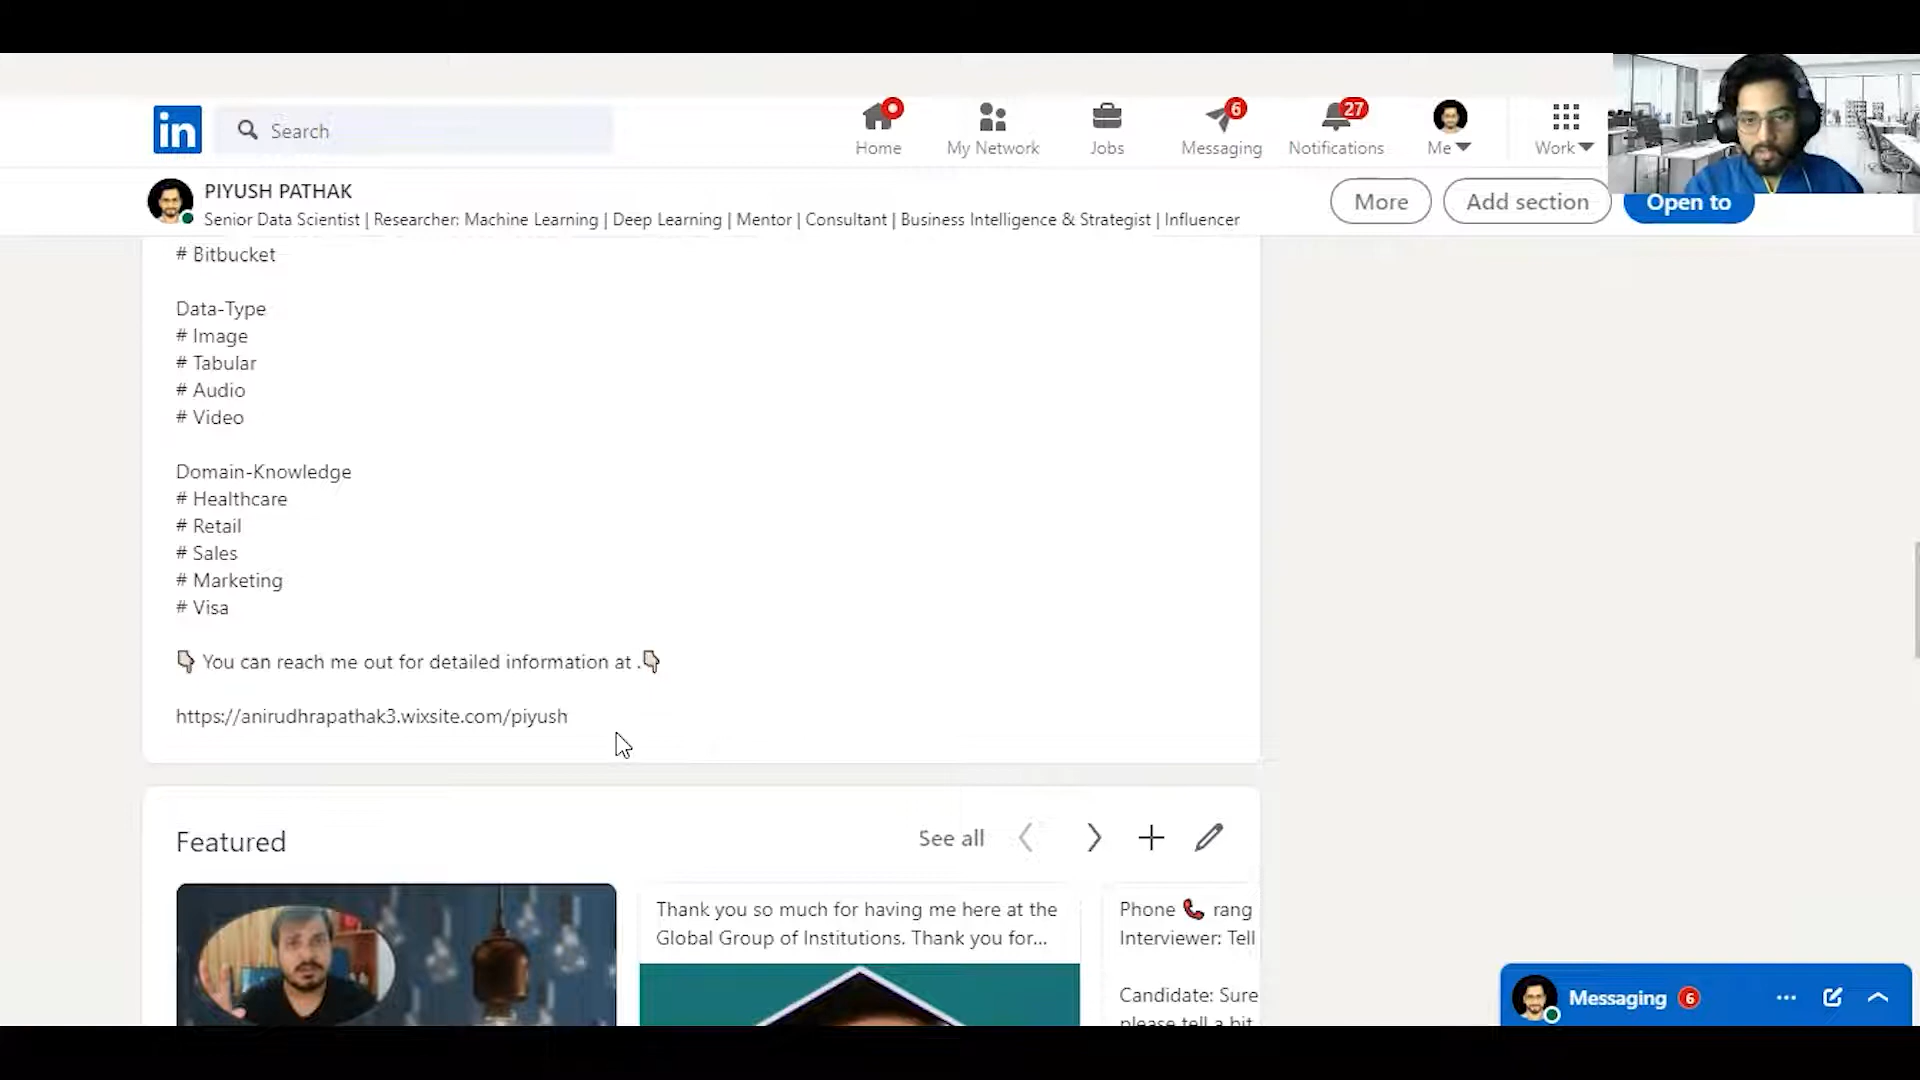 in
Search
Home
My Network
Jobs
6
Messaging
27
Notifications
Me
Work
PIYUSH PATHAK
Senior Data Scientist | Researcher: Machine Learning | Deep Learning | Mentor | Consultant | Business Intelligence & Strategist | Influencer
More
Add section
Open to
# Bitbucket
Data-Type
# Image
# Tabular
# Audio
# Video
Domain-Knowledge
# Healthcare
# Retail
# Sales
# Marketing
# Visa
You can reach me out for detailed information at .
https://anirudhrapathak3.wixsite.com/piyush
Featured
See all
Thank you so much for having me here at the
Global Group of Institutions. Thank you for...
Phone rang
Interviewer: Tell
Candidate: Sure
please tell a bit
Messaging 6